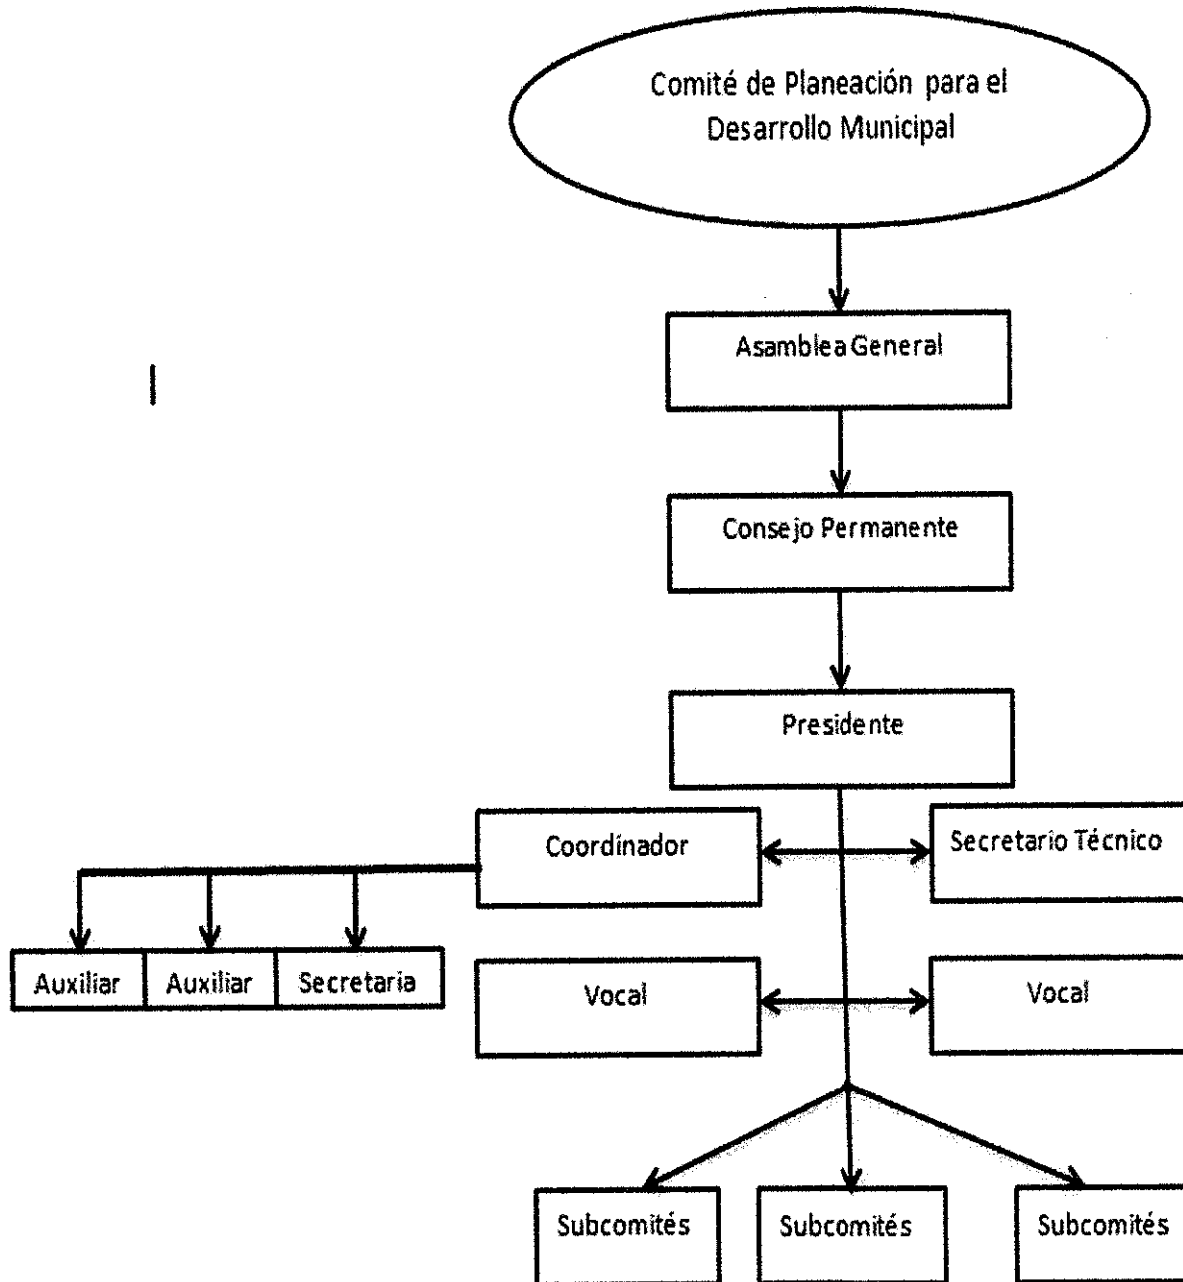 Comité de Planeación para el
Desarrollo Municipal
Asamblea General
Consejo Permanente
Presidente
Coordinador
Secretario Técnico
Auxiliar
Auxiliar
Secretaria
Vocal
Vocal
Subcomités
Subcomités
Subcomités